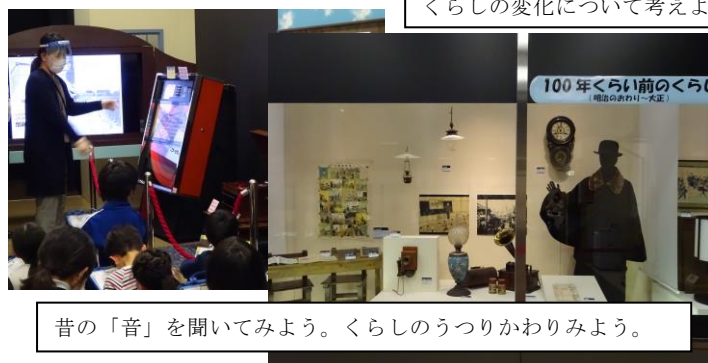 くらしの変化について考えよ
100年くらい前のくらし
(明治のおわり~大正)
昔の「音」を聞いてみよう。くらしのうつりかわりみよう。